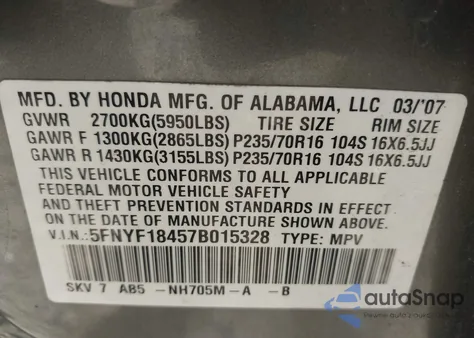 MFD. BY HONDA MFG. OF ALABAMA, LLC 03/'07
GVWR 2700KG(5950LBS) TIRE SIZE RIM SIZE
GAWR F 1300KG(2865LBS) P235/70R16 104S 16X6.5JJ
GAWR R 1430KG(3155LBS) P235/70R16 104S 16X6.5JJ
THIS VEHICLE CONFORMS TO ALL APPLICABLE
FEDERAL MOTOR VEHICLE SAFETY
AND THEFT PREVENTION STANDARDS IN EFFECT
ON THE DATE OF MANUFACTURE SHOWN ABOVE.
V.I.N.:5FNYF18457B015328 TYPE: MPV
SKV 7 AB5 -NH705M-A -B
autoSnap